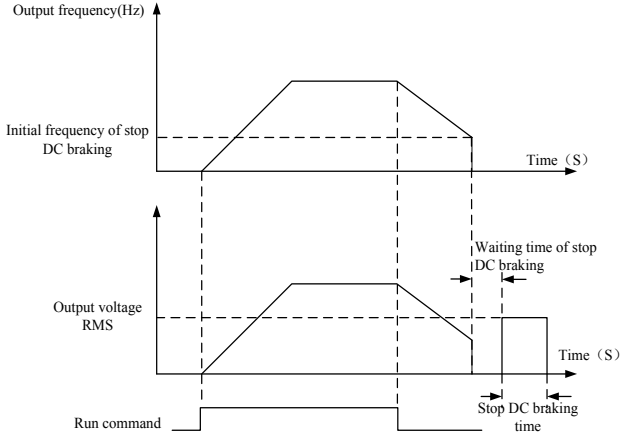 Output frequency(Hz)
Initial frequency of stop
DC braking
Time（S）
Waiting time of stop
DC braking
Output voltage
RMS
Time（S）
Stop DC braking
time
Run command